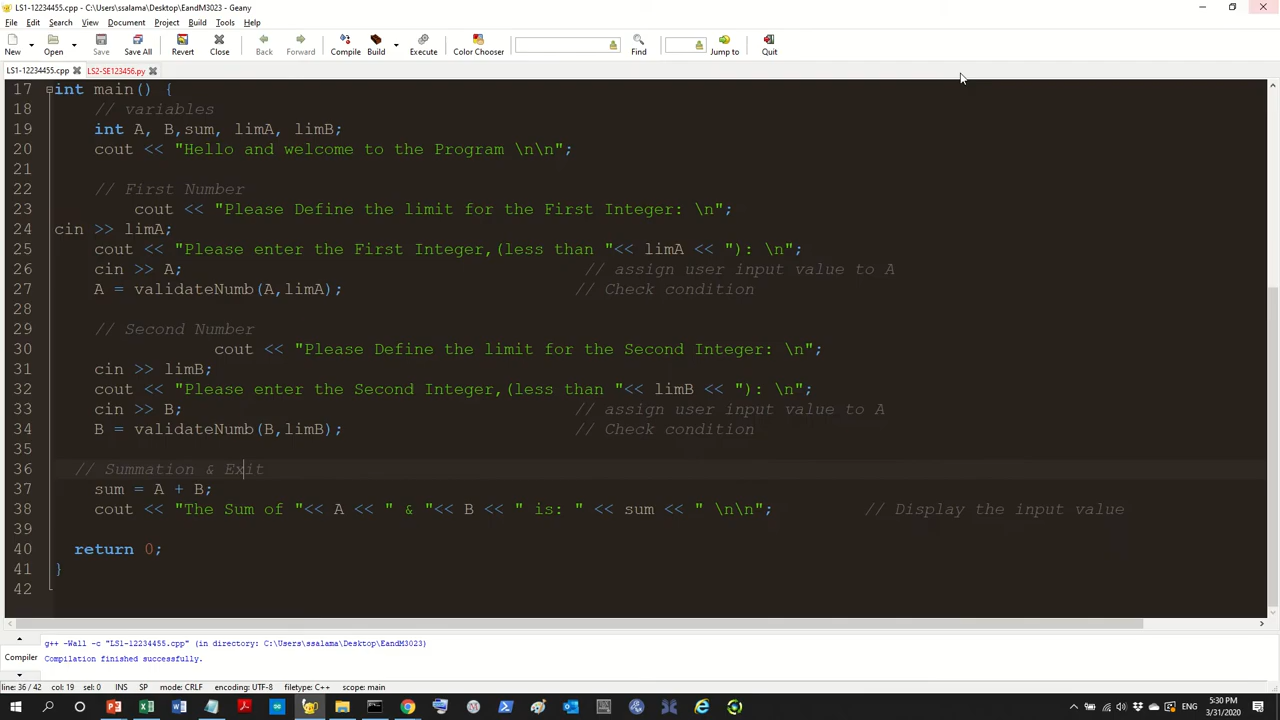 LS1-12234455.cpp - C:\Users\ssalama\Desktop\EandM3023 - Geany
File Edit Search View Document Project Build Tools Help
New Open Save Save All Revert Close Back Forward Compile Build Execute Color Chooser Find Jump to Quit
LS1-12234455.cpp LS2-SE123456.py
17 int main() {
18 // variables
19 int A, B,sum, limA, limB;
20 cout << "Hello and welcome to the Program \n\n";
21
22 // First Number
23 cout << "Please Define the limit for the First Integer: \n";
24 cin >> limA;
25 cout << "Please enter the First Integer,(less than "<< limA << "): \n";
26 cin >> A; // assign user input value to A
27 A = validateNumb(A,limA); // Check condition
28
29 // Second Number
30 cout << "Please Define the limit for the Second Integer: \n";
31 cin >> limB;
32 cout << "Please enter the Second Integer,(less than "<< limB << "): \n";
33 cin >> B; // assign user input value to A
34 B = validateNumb(B,limB); // Check condition
35
36 // Summation & Exit
37 sum = A + B;
38 cout << "The Sum of "<< A << " & "<< B << " is: " << sum << " \n\n"; // Display the input value
39
40 return 0;
41 }
42
g++ -Wall -c "LS1-12234455.cpp" (in directory: C:\Users\ssalama\Desktop\EandM3023)
Compiler Compilation finished successfully.
line: 36 / 42 col: 19 sel: 0 INS SP mode: CRLF encoding: UTF-8 filetype: C++ scope: main
ENG 5:30 PM
3/31/2020